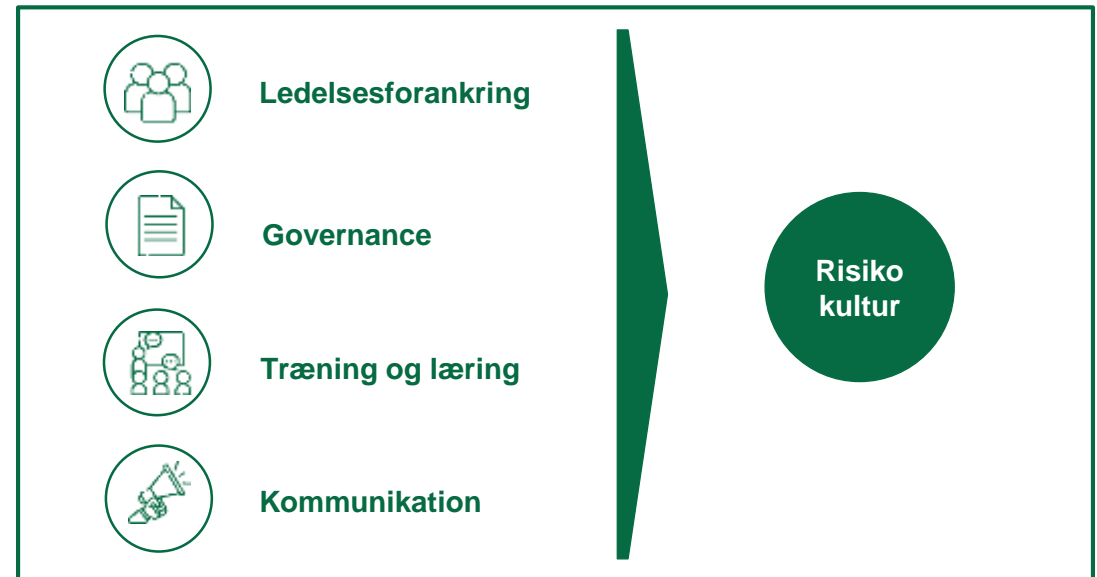 Ledelsesforankring
Governance
Træning og læring
Kommunikation
Risiko
kultur